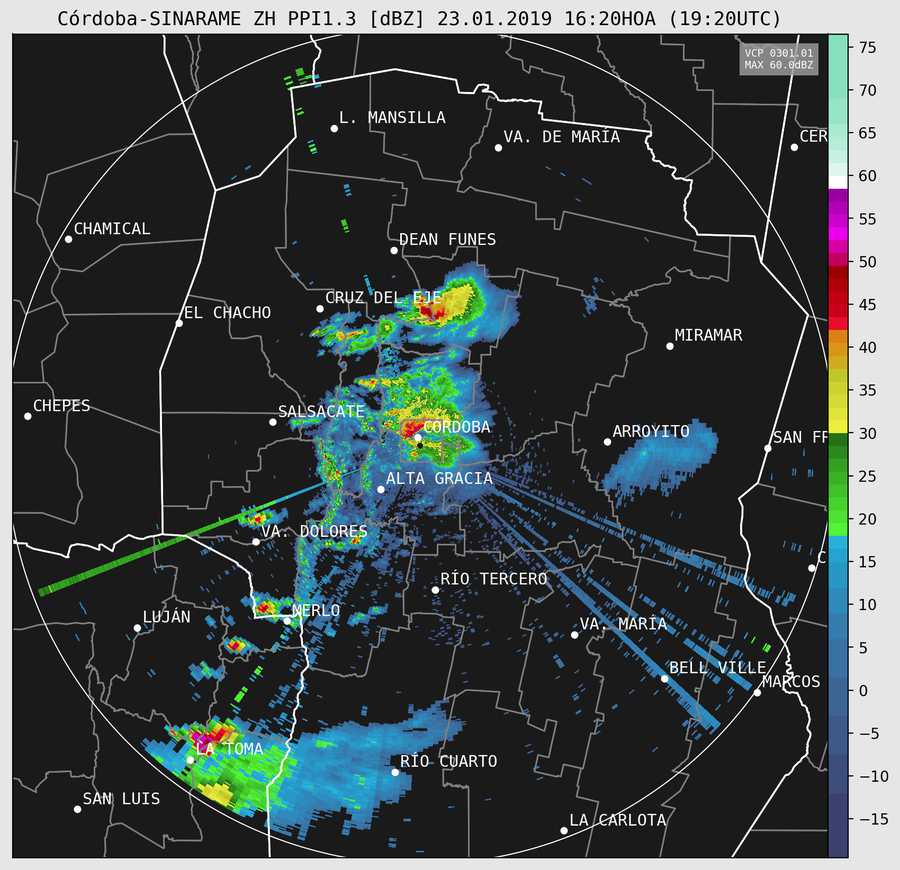 Córdoba-SINARAME ZH PPI1.3 [dBZ] 23.01.2019 16:20HOA (19:20UTC)
VCP 0301.01
MAX 60.0dBZ
75
70
65
60
55
50
45
40
35
30
25
20
15
10
5
0
−5
−10
−15
L. MANSILLA
VA. DE MARÍA
CER
CHAMICAL
DEAN FUNES
CRUZ DEL EJE
EL CHACHO
MIRAMAR
CHEPES
SALSACATE
CÓRDOBA
ARROYITO
SAN FR
ALTA GRACIA
VA. DOLORES
C
RÍO TERCERO
MERLO
LUJÁN
VA. MARÍA
BELL VILLE
MARCOS
LA TOMA
RÍO CUARTO
SAN LUIS
LA CARLOTA